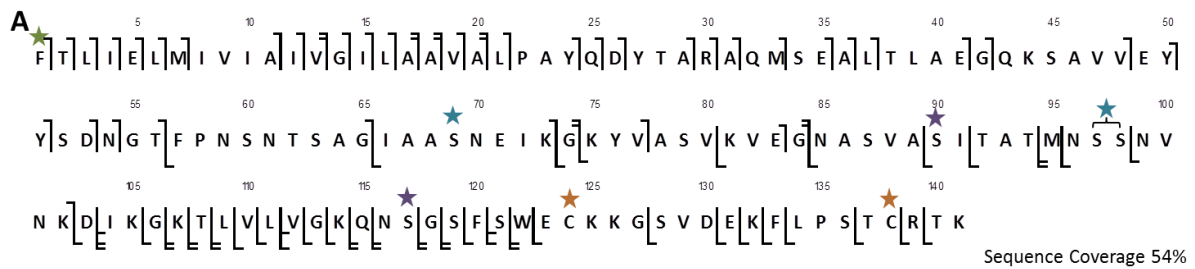 A
5 10 15 20 25 30 35 40 45 50
F T L I E L M I V I A I V G I L A A V A L P A Y Q D Y T A R A Q M S E A L T L A E G Q K S A V V E Y
55 60 65 70 75 80 85 90 95 100
Y S D N G T F P N S N T S A G I A A S N E I K G K Y V A S V K V E G N A S V A S I T A T M N S S N V
105 110 115 120 125 130 135 140
N K D I K G K T L V L V G K Q N S G S F S W E C K K G S V D E K F L P S T C R T K
Sequence Coverage 54%